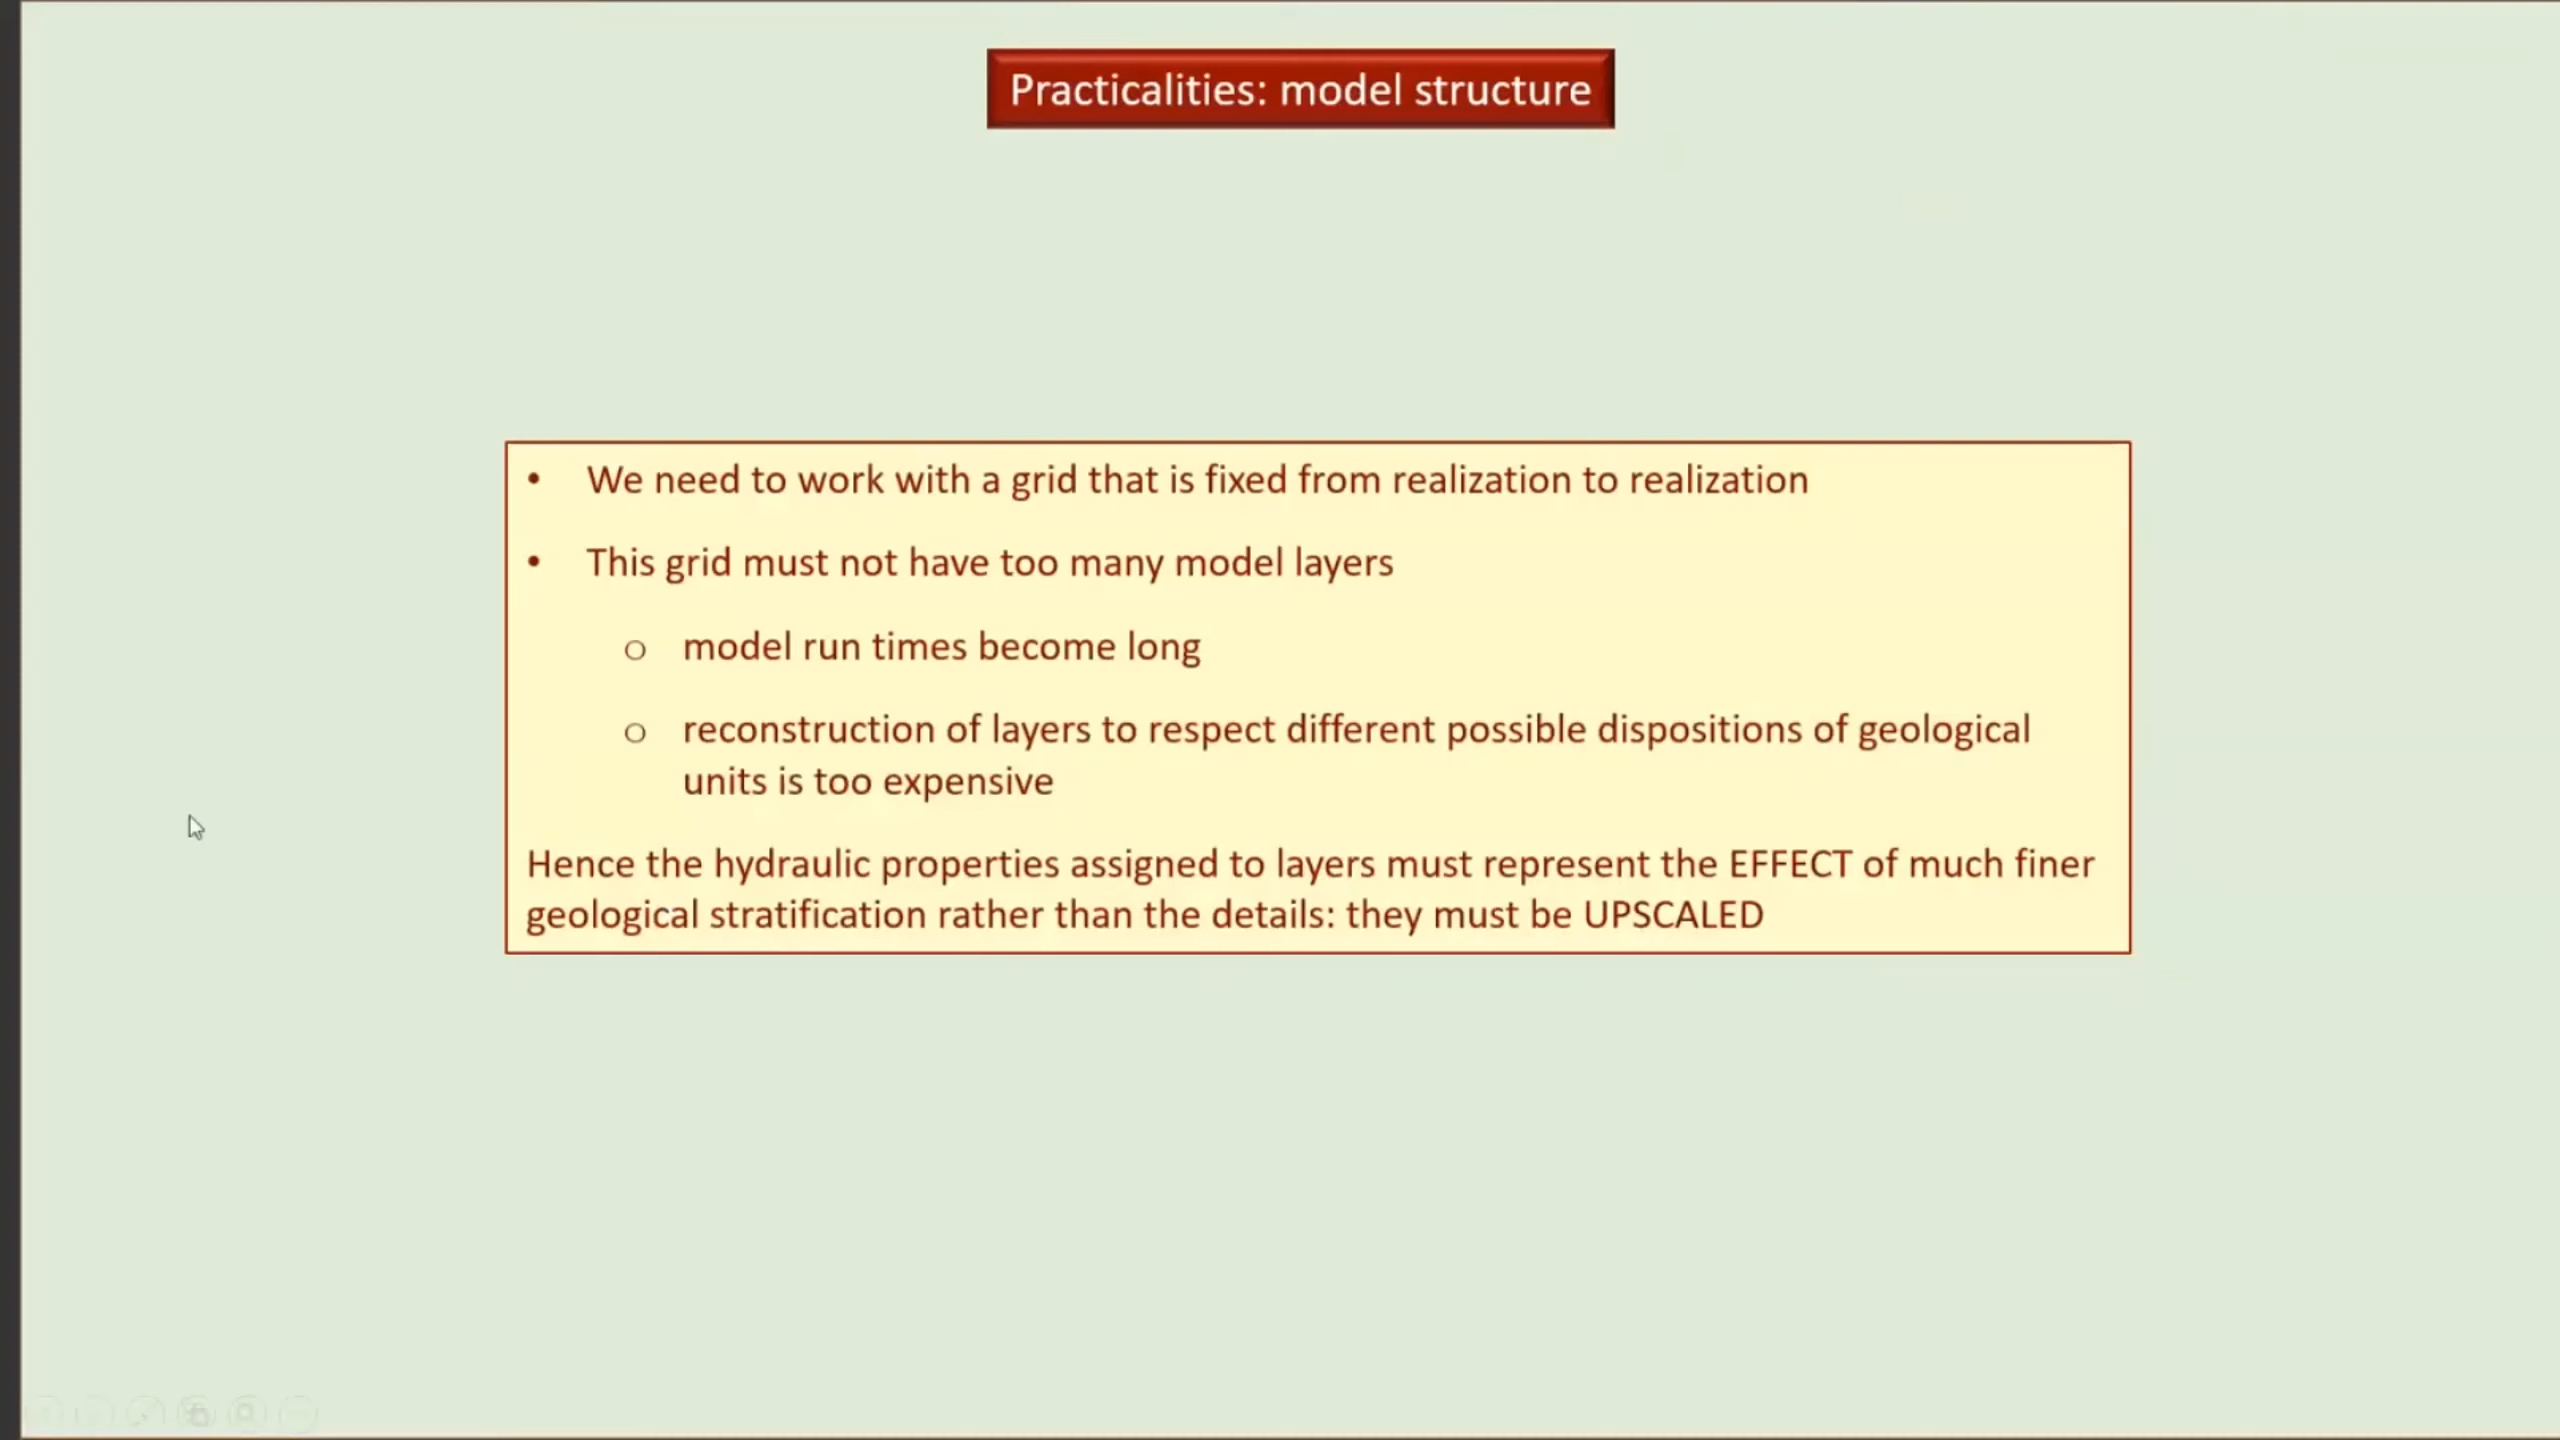 Practicalities: model structure
• We need to work with a grid that is fixed from realization to realization
• This grid must not have too many model layers
o model run times become long
o reconstruction of layers to respect different possible dispositions of geological
units is too expensive
Hence the hydraulic properties assigned to layers must represent the EFFECT of much finer
geological stratification rather than the details: they must be UPSCALED